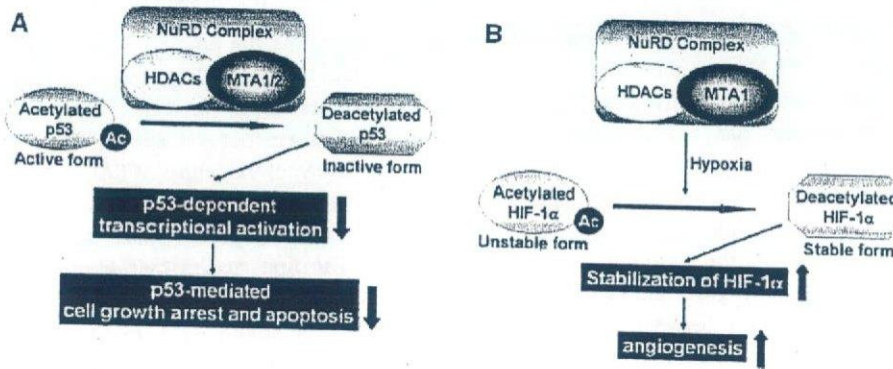 A
NuRD Complex
HDACs
MTA1/2
Acetylated
p53
Ac
Active form
Deacetylated
p53
Inactive form
p53-dependent
transcriptional activation
p53-mediated
cell growth arrest and apoptosis
B
NuRD Complex
HDACs
MTA1
Hypoxia
Acetylated
HIF-1α
Ac
Unstable form
Deacetylated
HIF-1α
Stable form
Stabilization of HIF-1α
angiogenesis